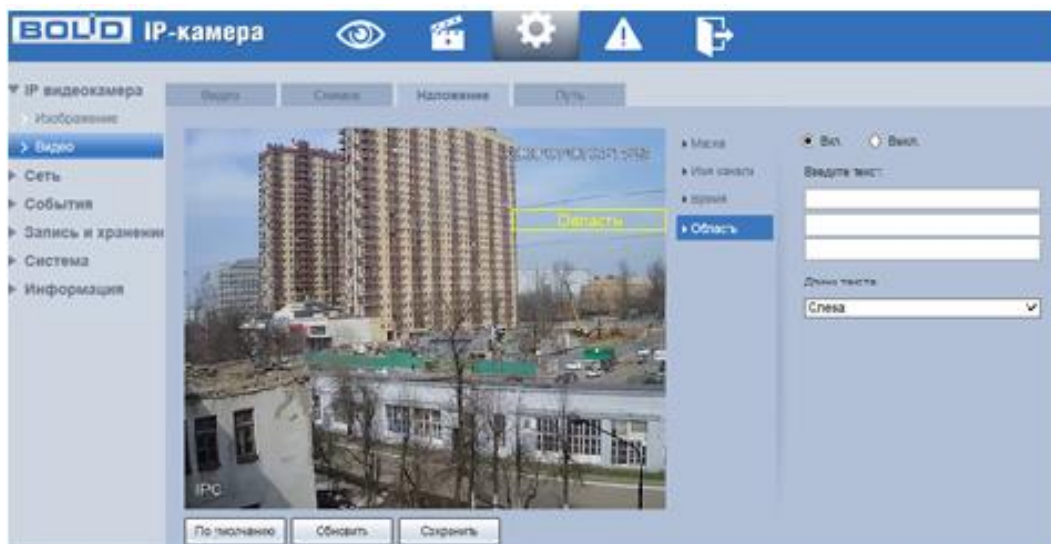 BOLID IP-камера
IP видеокамера
Изображение
Видео
Сеть
События
Запись и хранени
Система
Информация
Видео
Снимок
Наложение
Путь
Области
IPC
Маска
Имя канала
Время
Область
Вкл. Выкл.
Введите текст:
Слева
По умолчанию
Обновить
Сохранить